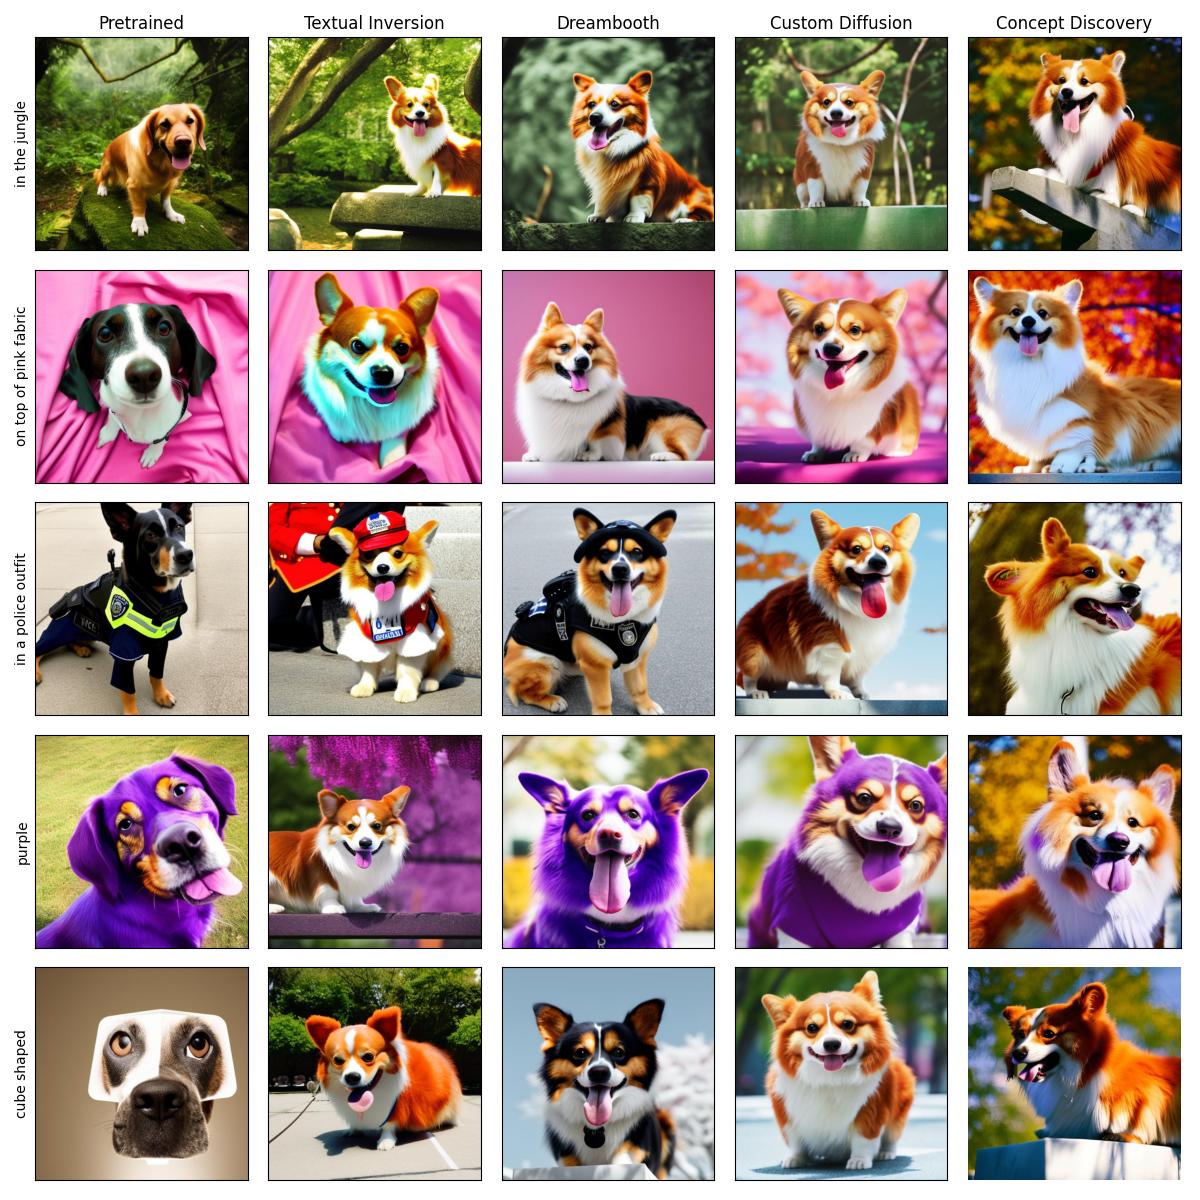 Pretrained
Textual Inversion
Dreambooth
Custom Diffusion
Concept Discovery
in the jungle
on top of pink fabric
in a police outfit
purple
cube shaped